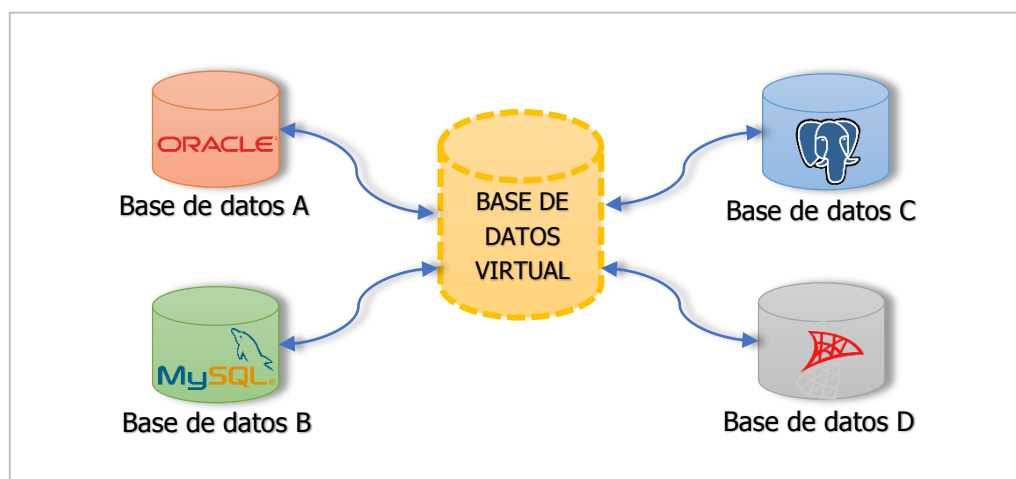 ORACLE
Base de datos A
MySQL®
Base de datos B
BASE DE
DATOS
VIRTUAL
Base de datos C
Base de datos D